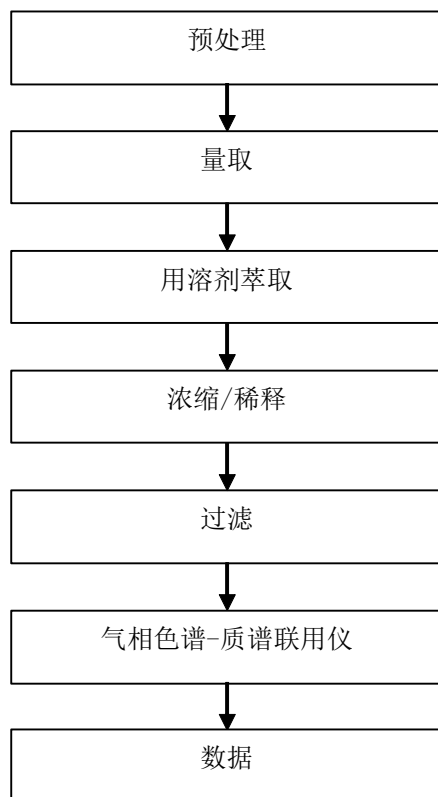 预处理
量取
用溶剂萃取
浓缩/稀释
过滤
气相色谱-质谱联用仪
数据